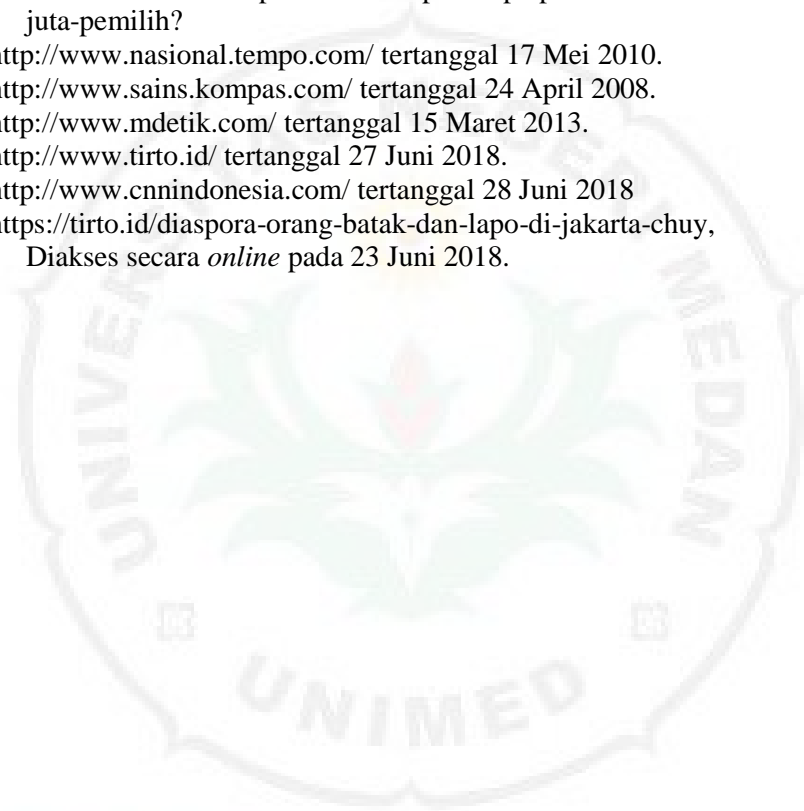 juta-pemilih?
ttp://www.nasional.tempo.com/ tertanggal 17 Mei 2010.
ttp://www.sains.kompas.com/ tertanggal 24 April 2008.
ttp://www.mdetik.com/ tertanggal 15 Maret 2013.
ttp://www.tirto.id/ tertanggal 27 Juni 2018.
ttp://www.cnnindonesia.com/ tertanggal 28 Juni 2018
ttps://tirto.id/diaspora-orang-batak-dan-lapo-di-jakarta-chuy,
Diakses secara online pada 23 Juni 2018.
UNIVERSITAS NEGERI MEDAN
UNIMED